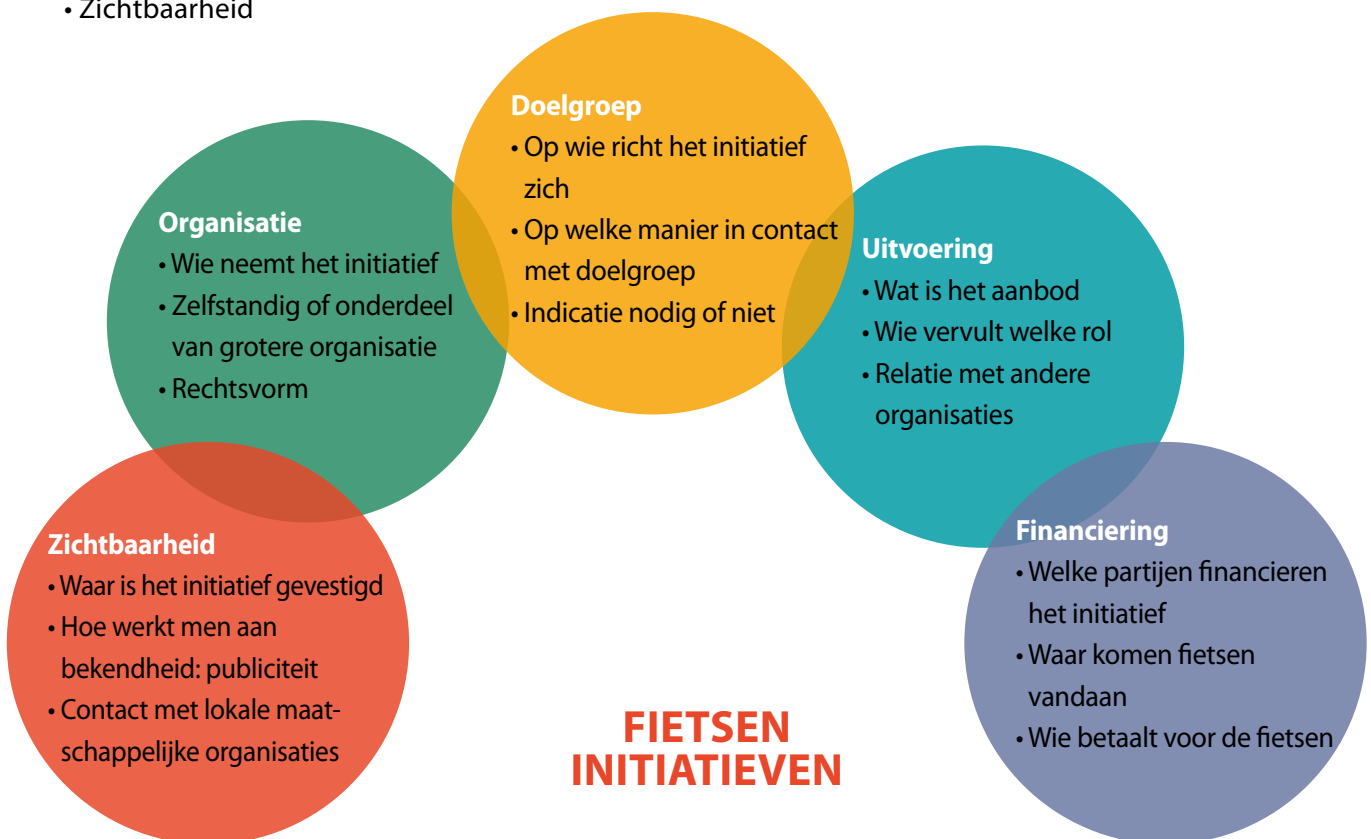 • Zichtbaarheid
Doelgroep
• Op wie richt het initiatief
zich
• Op welke manier in contact
met doelgroep
• Indicatie nodig of niet
Organisatie
• Wie neemt het initiatief
• Zelfstandig of onderdeel
van grotere organisatie
• Rechtsvorm
Uitvoering
• Wat is het aanbod
• Wie vervult welke rol
• Relatie met andere
organisaties
Zichtbaarheid
• Waar is het initiatief gevestigd
• Hoe werkt men aan
bekendheid: publiciteit
• Contact met lokale maat-
schappelijke organisaties
Financiering
• Welke partijen financieren
het initiatief
• Waar komen fietsen
vandaan
• Wie betaalt voor de fietsen
FIETSEN
INITIATIEVEN